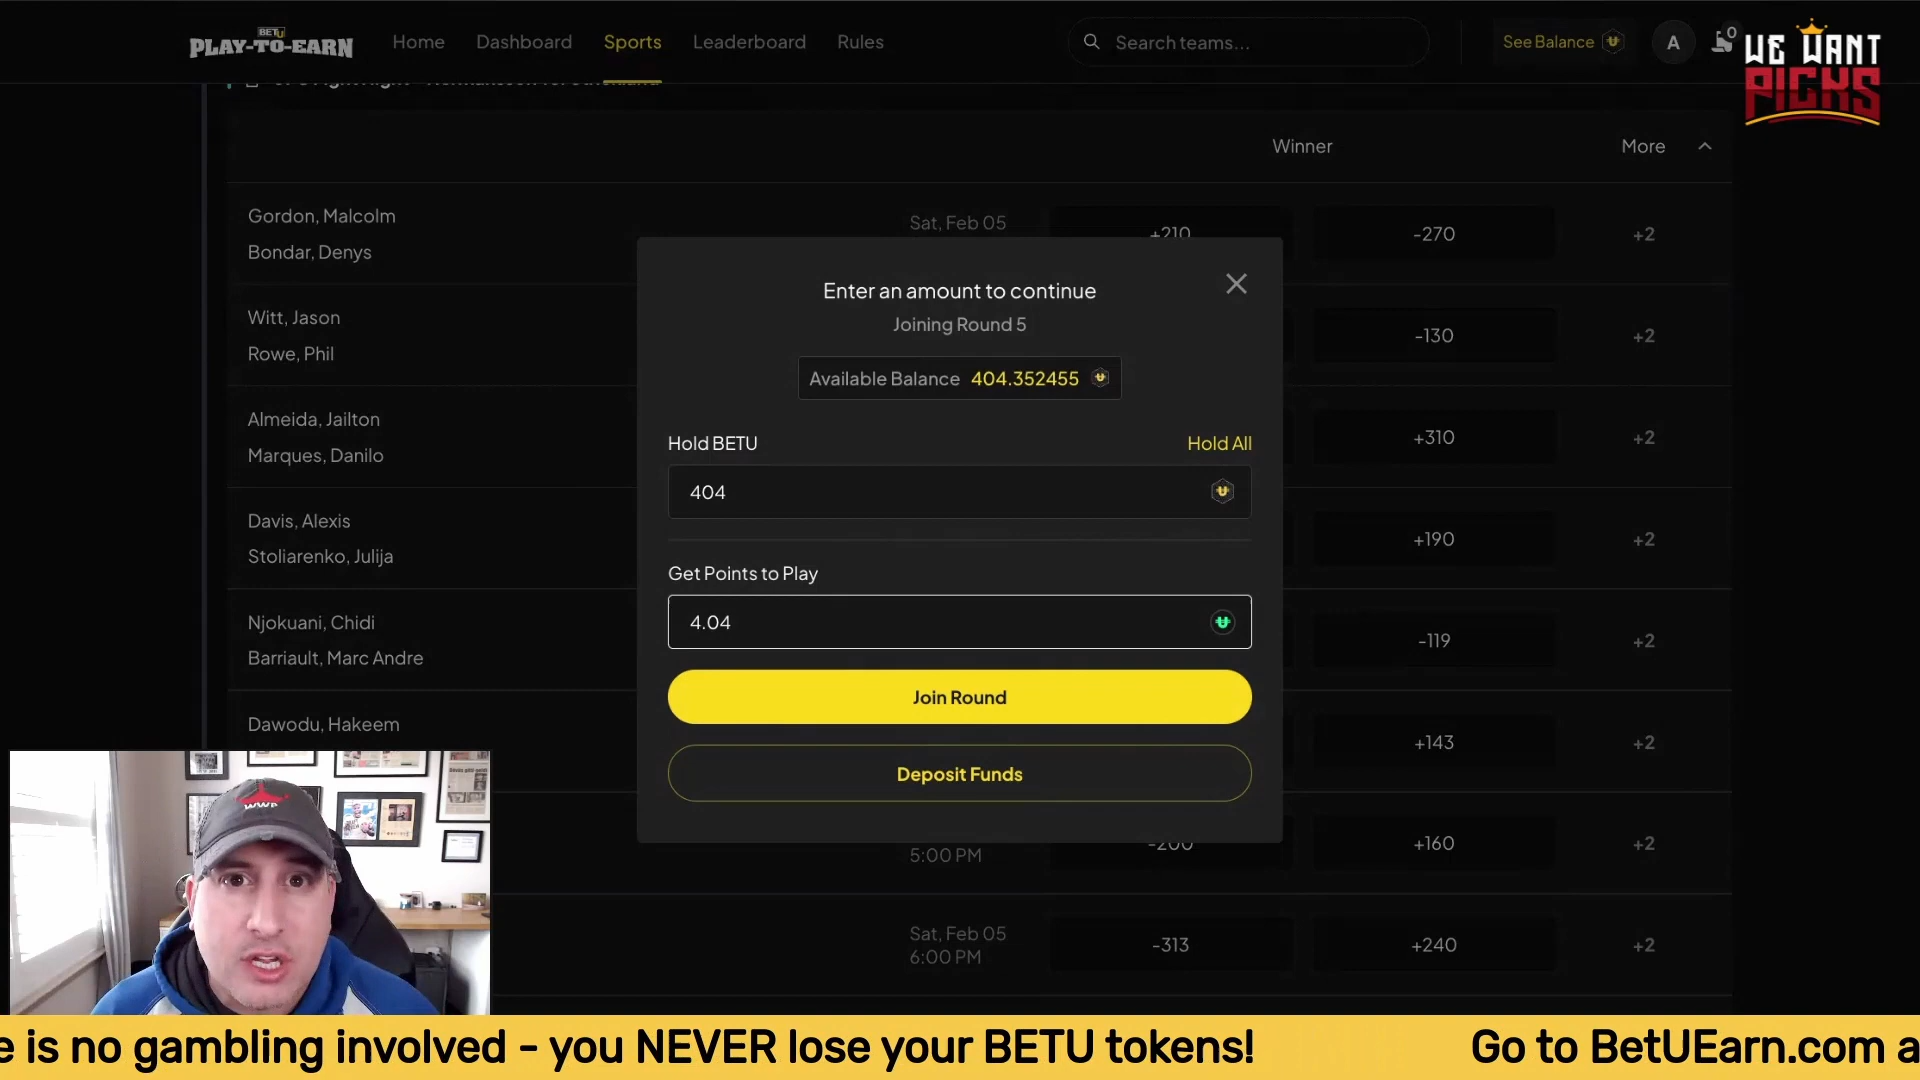 BETU
PLAY-TO-EARN
Home
Dashboard
Sports
Leaderboard
Rules
Search teams...
See Balance
A
0
WE WANT
PICKS
Winner
More
Gordon, Malcolm
Bondar, Denys
Sat, Feb 05
+210
-270
+2
Witt, Jason
Rowe, Phil
-130
+2
Almeida, Jailton
Marques, Danilo
+310
+2
Davis, Alexis
Stoliarenko, Julija
+190
+2
Njokuani, Chidi
Barriault, Marc Andre
-119
+2
Dawodu, Hakeem
+143
+2
5:00 PM
-200
+160
+2
Sat, Feb 05
6:00 PM
-313
+240
+2
Enter an amount to continue
Joining Round 5
Available Balance 404.352455
Hold BETU
Hold All
404
Get Points to Play
4.04
Join Round
Deposit Funds
WWP
e is no gambling involved - you NEVER lose your BETU tokens!
Go to BetUEarn.com a